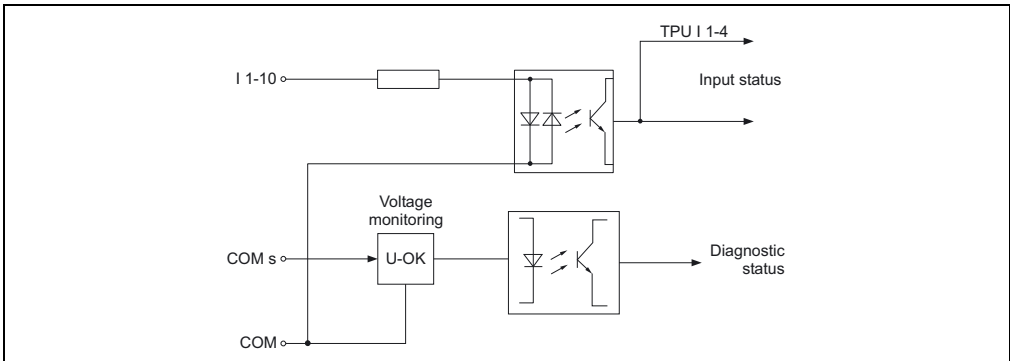 TPU I 1-4
I 1-10
Input status
Voltage
monitoring
COM s
U-OK
Diagnostic
status
COM